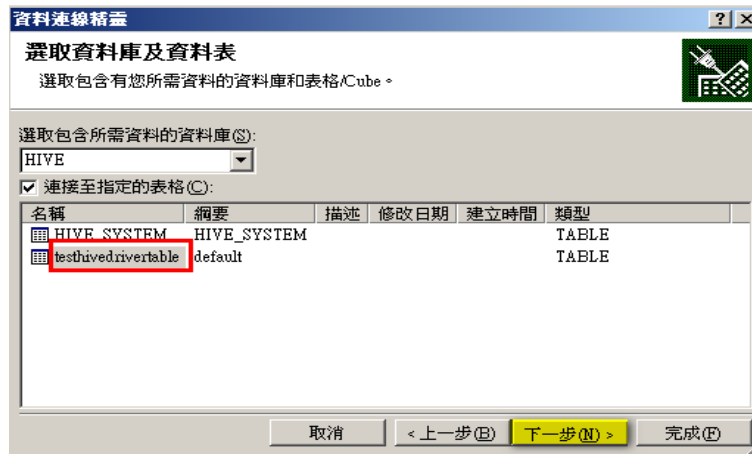 資料連線精靈
選取資料庫及資料表
選取包含有您所需資料的資料庫和表格/Cube。
選取包含所需資料的資料庫(S):
HIVE
連接至指定的表格(C):
名稱 綱要 描述 修改日期 建立時間 類型
HIVE_SYSTEM HIVE_SYSTEM TABLE
testhivedrivertable default TABLE
取消 <上一步(B) 下一步(N) > 完成(F)